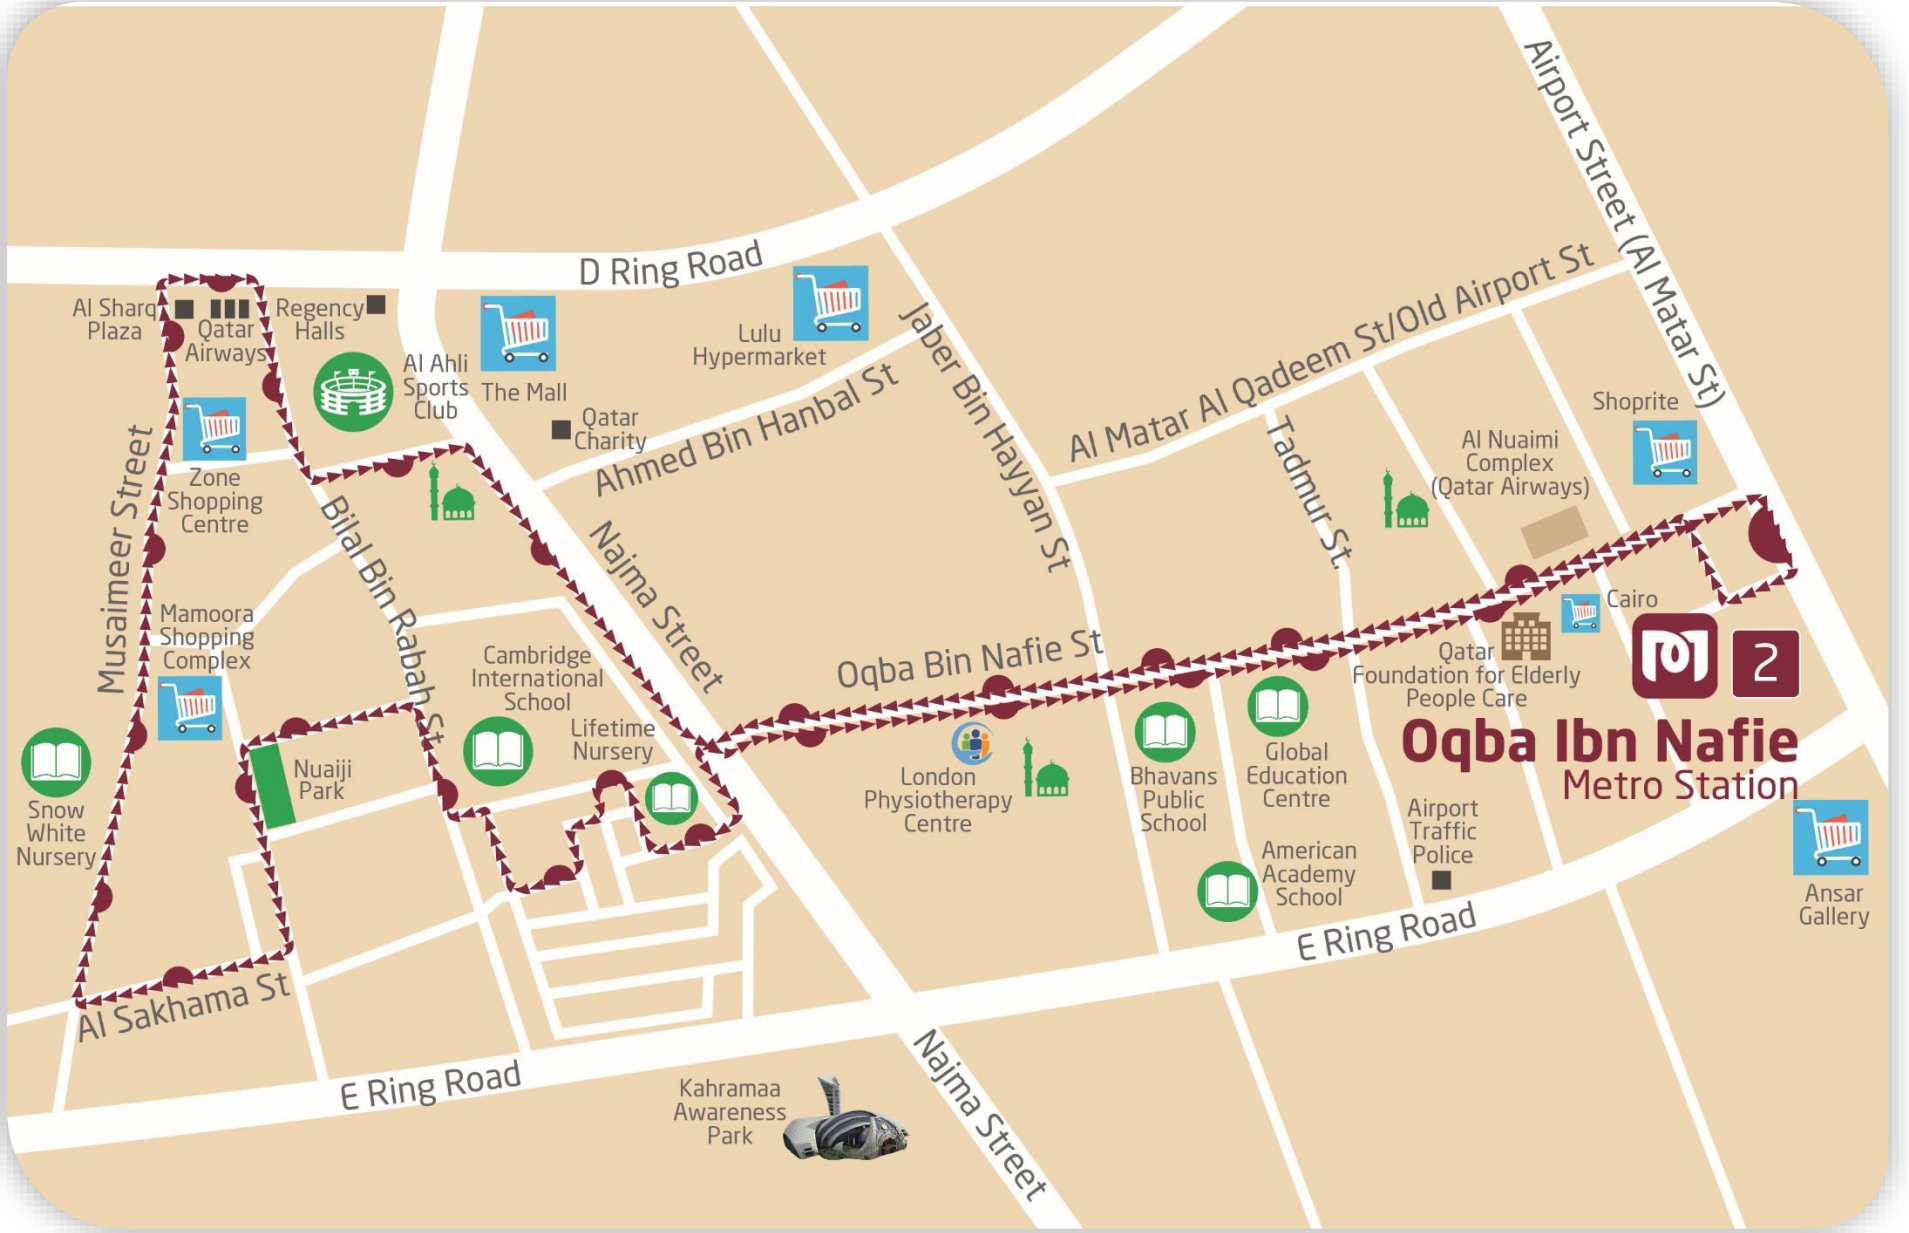 Airport Street (Al Matar St)
D Ring Road
Al Matar Al Qadeem St/Old Airport St
Al Sharq
Plaza
Qatar
Airways
Regency
Halls
Al Ahli
Sports
Club
The Mall
Lulu
Hypermarket
Jaber Bin Hayyan St
Qatar
Charity
Ahmed Bin Hanbal St
Shoprite
Al Nuaimi
Complex
(Qatar Airways)
Tadmur St.
Zone
Shopping
Centre
Musaimeer Street
Bilal Bin Rabah St
Najma Street
Mamoora
Shopping
Complex
Cambridge
International
School
Lifetime
Nursery
Oqba Bin Nafie St
Cairo
Qatar
Foundation for Elderly
People Care
2
Oqba Ibn Nafie
Metro Station
Snow
White
Nursery
Nuaiji
Park
London
Physiotherapy
Centre
Bhavans
Public
School
Global
Education
Centre
Airport
Traffic
Police
American
Academy
School
Ansar
Gallery
E Ring Road
Al Sakhama St
E Ring Road
Kahramaa
Awareness
Park
Najma Street